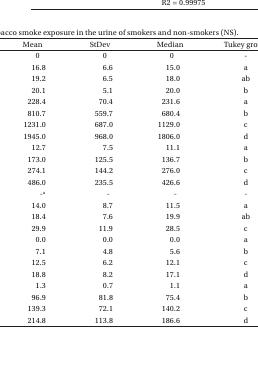 R2 = 0.99975
bacco smoke exposure in the urine of smokers and non-smokers (NS).
Mean StDev Median Tukey gro
0 0 0 -
16.8 6.6 15.0 a
19.2 6.5 18.0 ab
20.1 5.1 20.0 b
228.4 70.4 231.6 a
810.7 559.7 680.4 b
1231.0 687.0 1129.0 c
1945.0 968.0 1806.0 d
12.7 7.5 11.1 a
173.0 125.5 136.7 b
274.1 144.2 276.0 c
486.0 235.5 426.6 d
-* - - -
14.0 8.7 11.5 a
18.4 7.6 19.9 ab
29.9 11.9 28.5 c
0.0 0.0 0.0 a
7.1 4.8 5.6 b
12.5 6.2 12.1 c
18.8 8.2 17.1 d
1.3 0.7 1.1 a
96.9 81.8 75.4 b
139.3 72.1 140.2 c
214.8 113.8 186.6 d